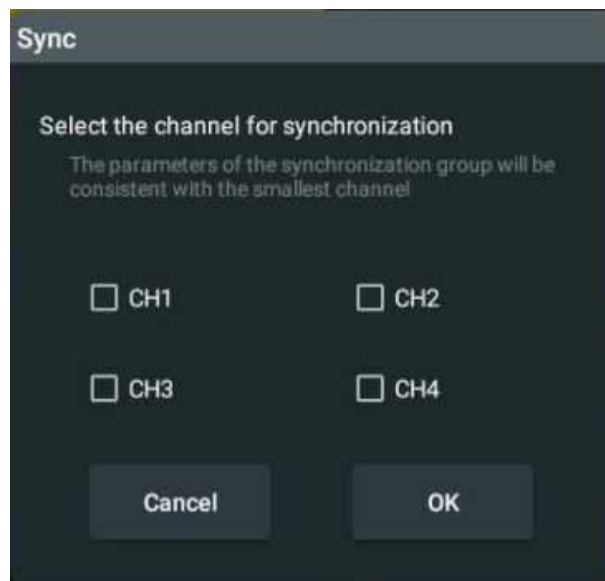 Sync
Select the channel for synchronization
The parameters of the synchronization group will be
consistent with the smallest channel
CH1
CH2
CH3
CH4
Cancel
OK